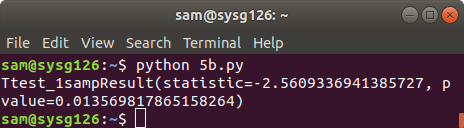 sam@sysg126: ~
File Edit View Search Terminal Help
sam@sysg126:~$ python 5b.py
Ttest_1sampResult(statistic=-2.5609336941385727, p
value=0.013569817865158264)
sam@sysg126:~$